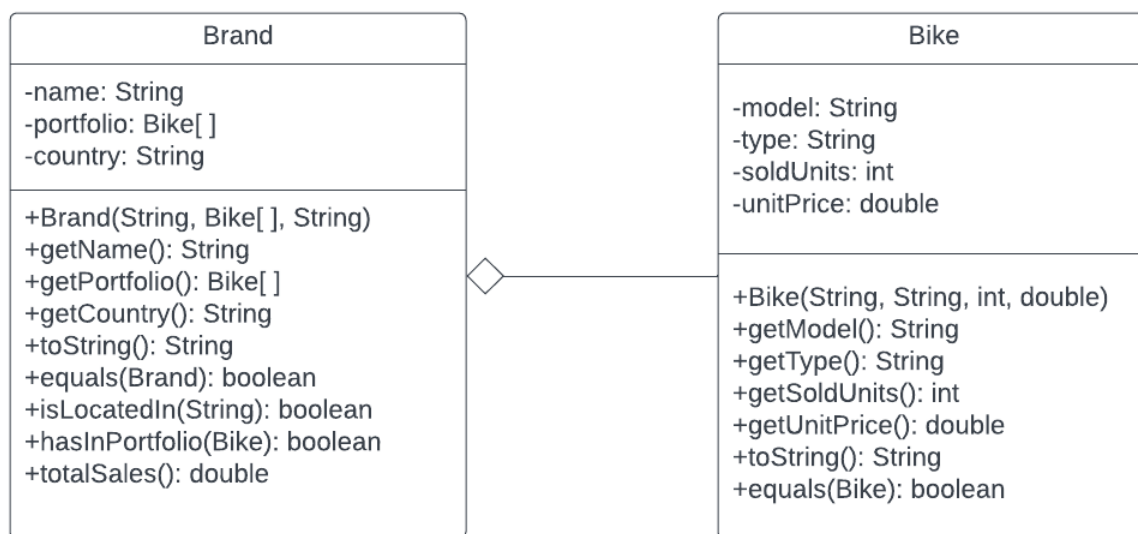 Brand
-name: String
-portfolio: Bike[ ]
-country: String
+Brand(String, Bike[ ], String)
+getName(): String
+getPortfolio(): Bike[ ]
+getCountry(): String
+toString(): String
+equals(Brand): boolean
+isLocatedIn(String): boolean
+hasInPortfolio(Bike): boolean
+totalSales(): double
Bike
-model: String
-type: String
-soldUnits: int
-unitPrice: double
+Bike(String, String, int, double)
+getModel(): String
+getType(): String
+getSoldUnits(): int
+getUnitPrice(): double
+toString(): String
+equals(Bike): boolean